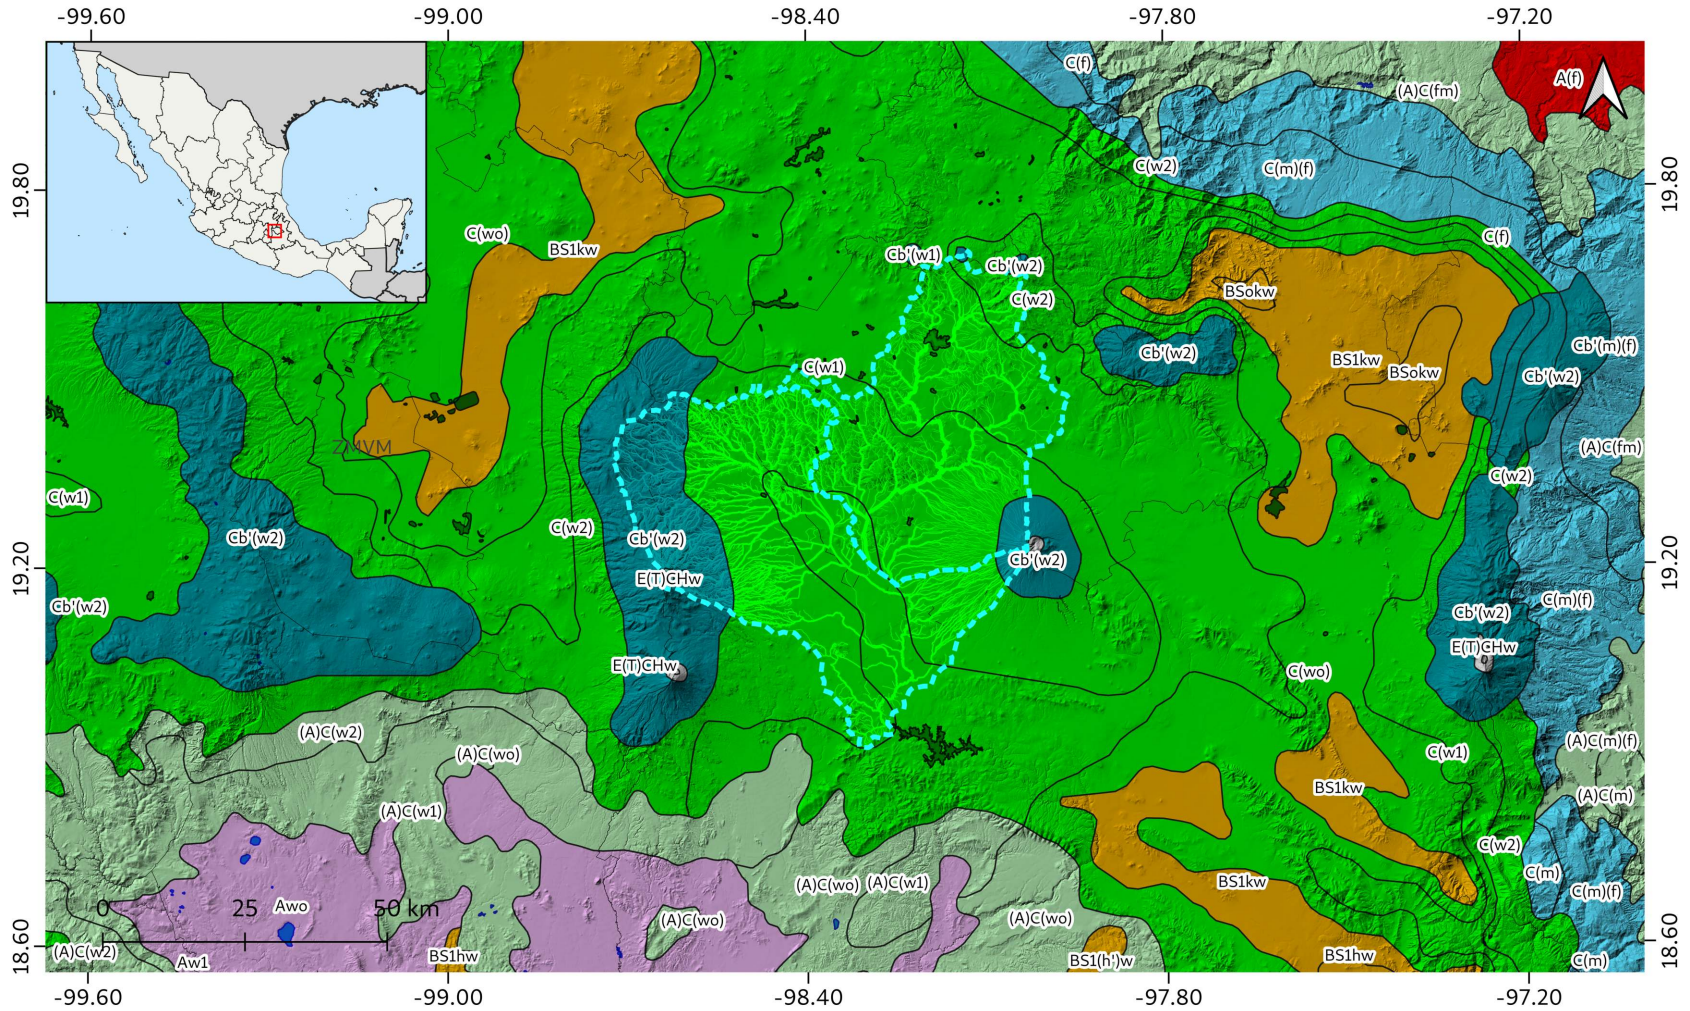 -99.60
-99.00
-98.40
-97.80
-97.20
C(f)
A(f)
(A)C(fm)
C(w2)
C(m)(f)
19.80
19.80
C(wo)
BS1kw
Cb'(w1)
Cb'(w2)
C(w2)
C(f)
BSokw
Cb'(w2)
Cb'(m)(f)
C(w1)
BS1kw
BSokw
Cb'(w2)
ZMVM
(A)C(fm)
C(w2)
C(w1)
C(w2)
Cb'(w2)
Cb'(w2)
Cb'(w2)
E(T)CHw
19.20
19.20
Cb'(w2)
C(m)(f)
Cb'(w2)
E(T)CHw
E(T)CHw
C(wo)
(A)C(w2)
(A)C(wo)
C(w1)
(A)C(m)(f)
BS1kw
(A)C(m)
(A)C(w1)
C(w2)
C(m)
(A)C(wo)
(A)C(w1)
BS1kw
C(m)(f)
0
25
50 km
Awo
(A)C(wo)
(A)C(wo)
18.60
18.60
(A)C(w2)
Aw1
BS1hw
BS1(h')w
BS1hw
C(m)
-99.60
-99.00
-98.40
-97.80
-97.20